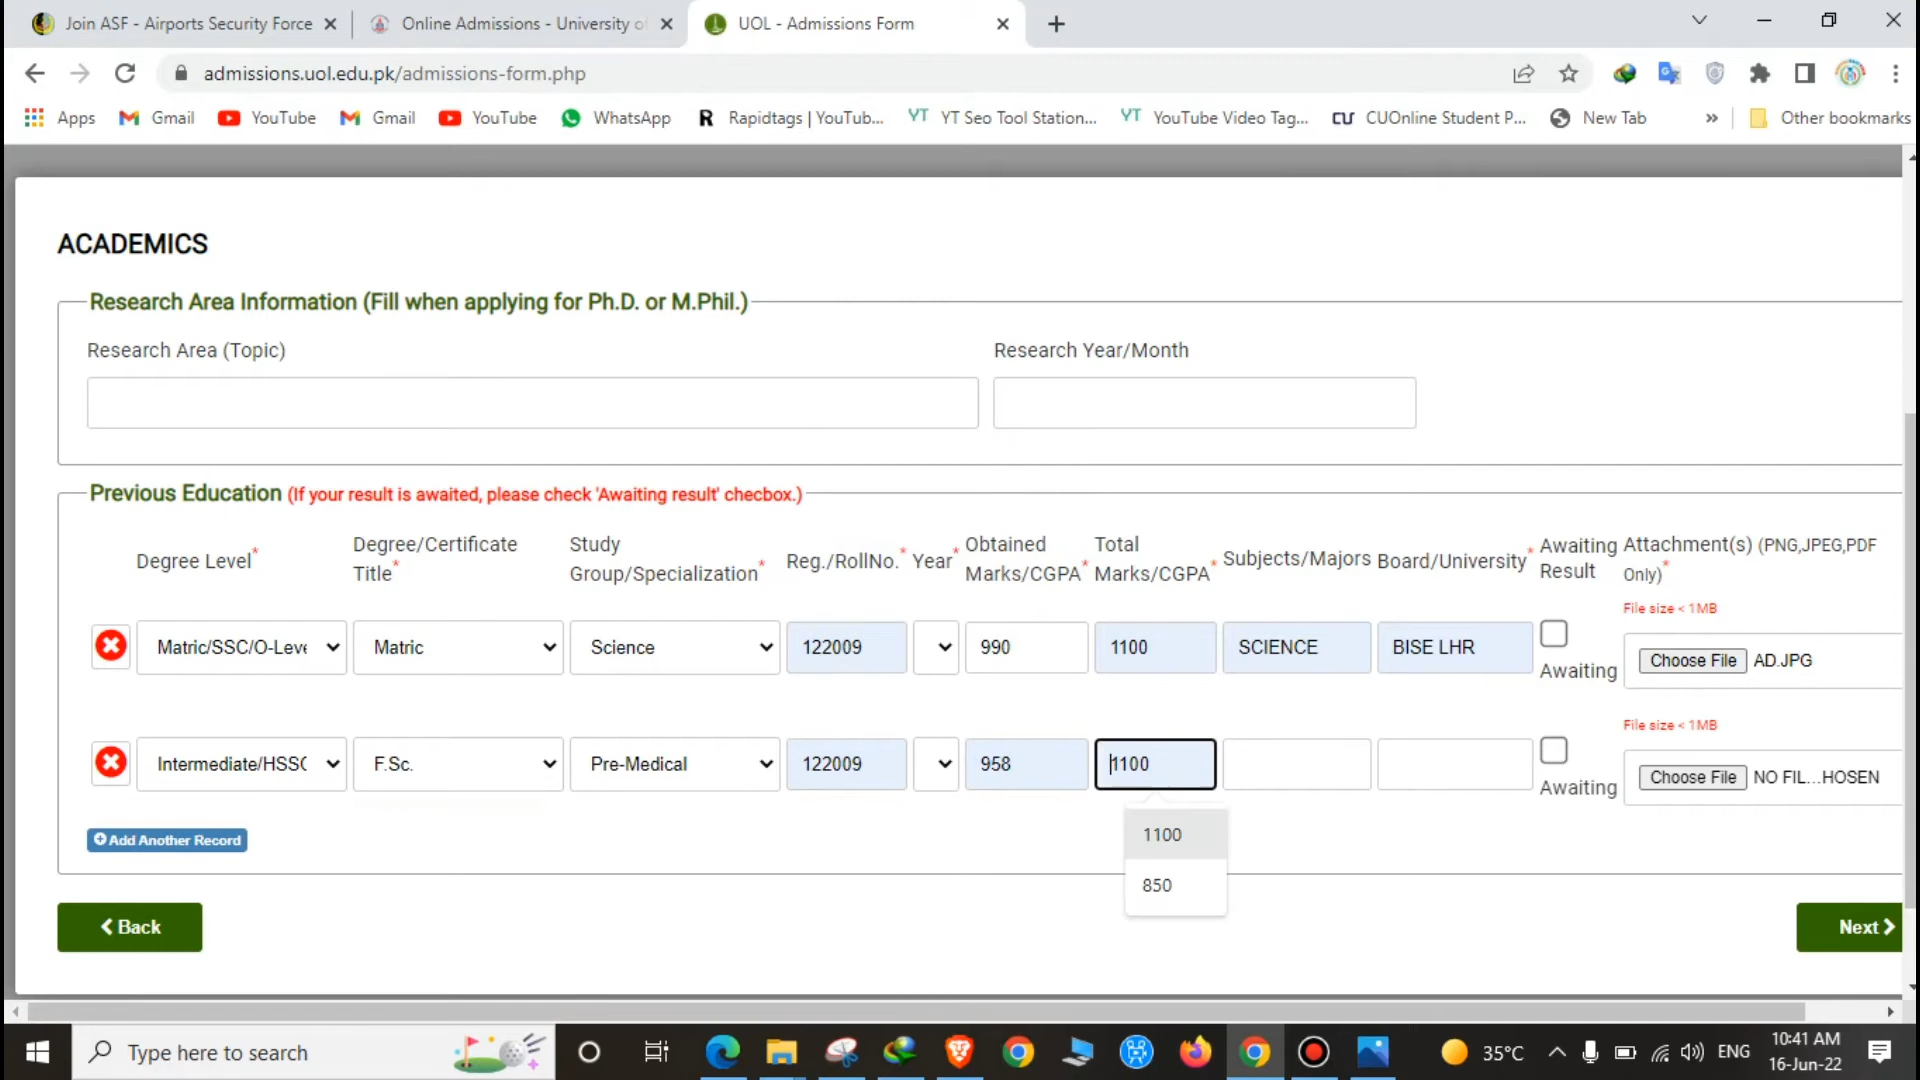 Join ASF - Airports Security Force
Online Admissions - University of
UOL - Admissions Form
admissions.uol.edu.pk/admissions-form.php
Apps
Gmail
YouTube
Gmail
YouTube
WhatsApp
R Rapidtags | YouTub...
YT YT Seo Tool Station...
YT YouTube Video Tag...
CU CUOnline Student P...
New Tab
»
Other bookmarks
ACADEMICS
Research Area Information (Fill when applying for Ph.D. or M.Phil.)
Research Area (Topic)
Research Year/Month
Previous Education (If your result is awaited, please check 'Awaiting result' checbox.)
Degree Level*
Degree/Certificate
Title*
Study
Group/Specialization*
Reg./RollNo.*
Year*
Obtained
Marks/CGPA*
Total
Marks/CGPA*
Subjects/Majors
Board/University*
Awaiting
Result
Attachment(s) (PNG,JPEG,PDF
Only)*
File size < 1MB
Matric/SSC/O-Leve
Matric
Science
122009
990
1100
SCIENCE
BISE LHR
Awaiting
Choose File AD.JPG
File size < 1MB
Intermediate/HSSC
F.Sc.
Pre-Medical
122009
958
1100
Awaiting
Choose File NO FIL...HOSEN
1100
850
Add Another Record
Back
Next
Type here to search
35°C
ENG
10:41 AM
16-Jun-22